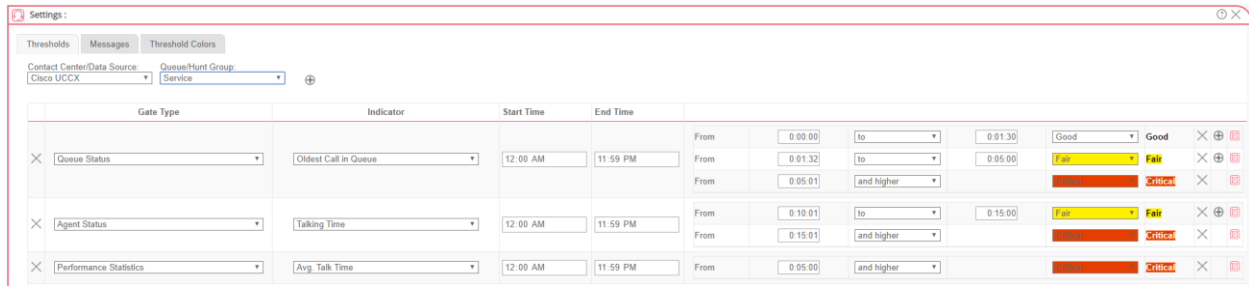 Settings :
Thresholds Messages Threshold Colors
Contact Center/Data Source: Queue/Hunt Group:
Cisco UCCX Service
Gate Type Indicator Start Time End Time
From 0:00:00 to 0:01:30 Good Good
Queue Status Oldest Call in Queue 12:00 AM 11:59 PM From 0:01:32 to 0:05:00 Fair Fair
From 0:05:01 and higher Critical Critical
From 0:10:01 to 0:15:00 Fair Fair
Agent Status Talking Time 12:00 AM 11:59 PM
From 0:15:01 and higher Critical Critical
Performance Statistics Avg. Talk Time 12:00 AM 11:59 PM From 0:05:00 and higher Critical Critical